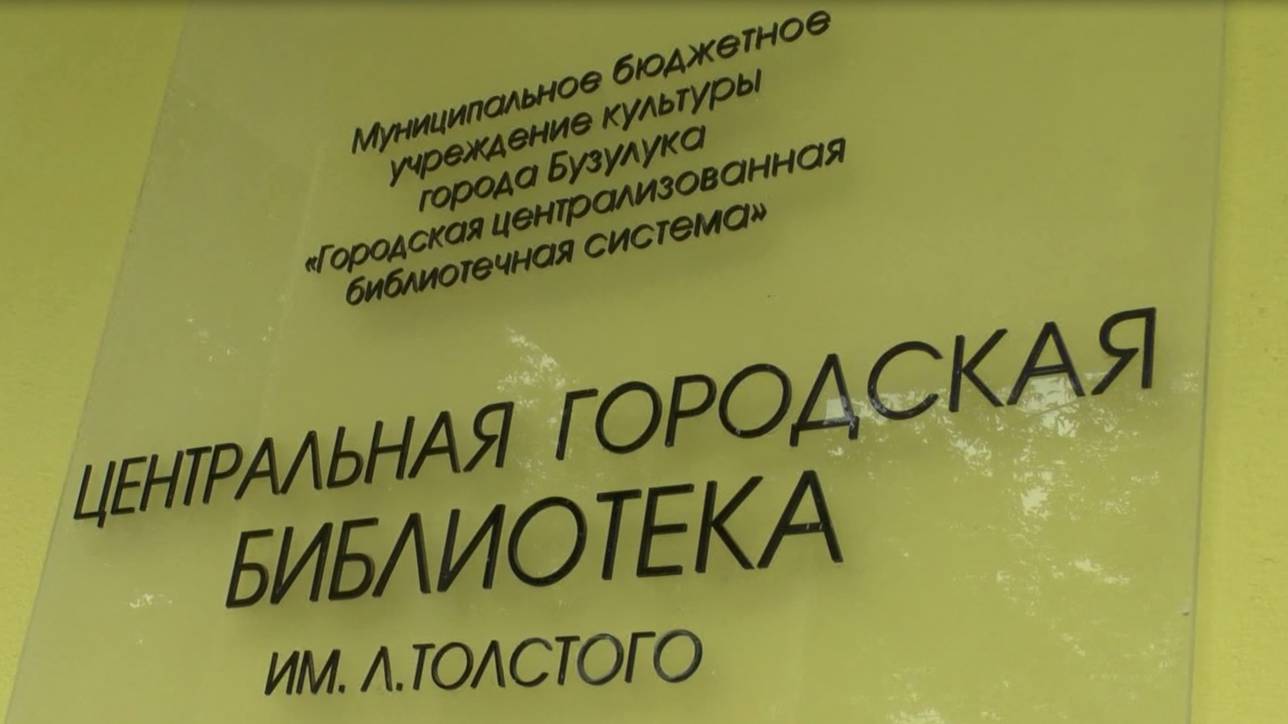 Муниципальное бюджетное
учреждение культуры
города Бузулука
«Городская централизованная
библиотечная система»
ЦЕНТРАЛЬНАЯ ГОРОДСКАЯ
БИБЛИОТЕКА
ИМ. Л.ТОЛСТОГО